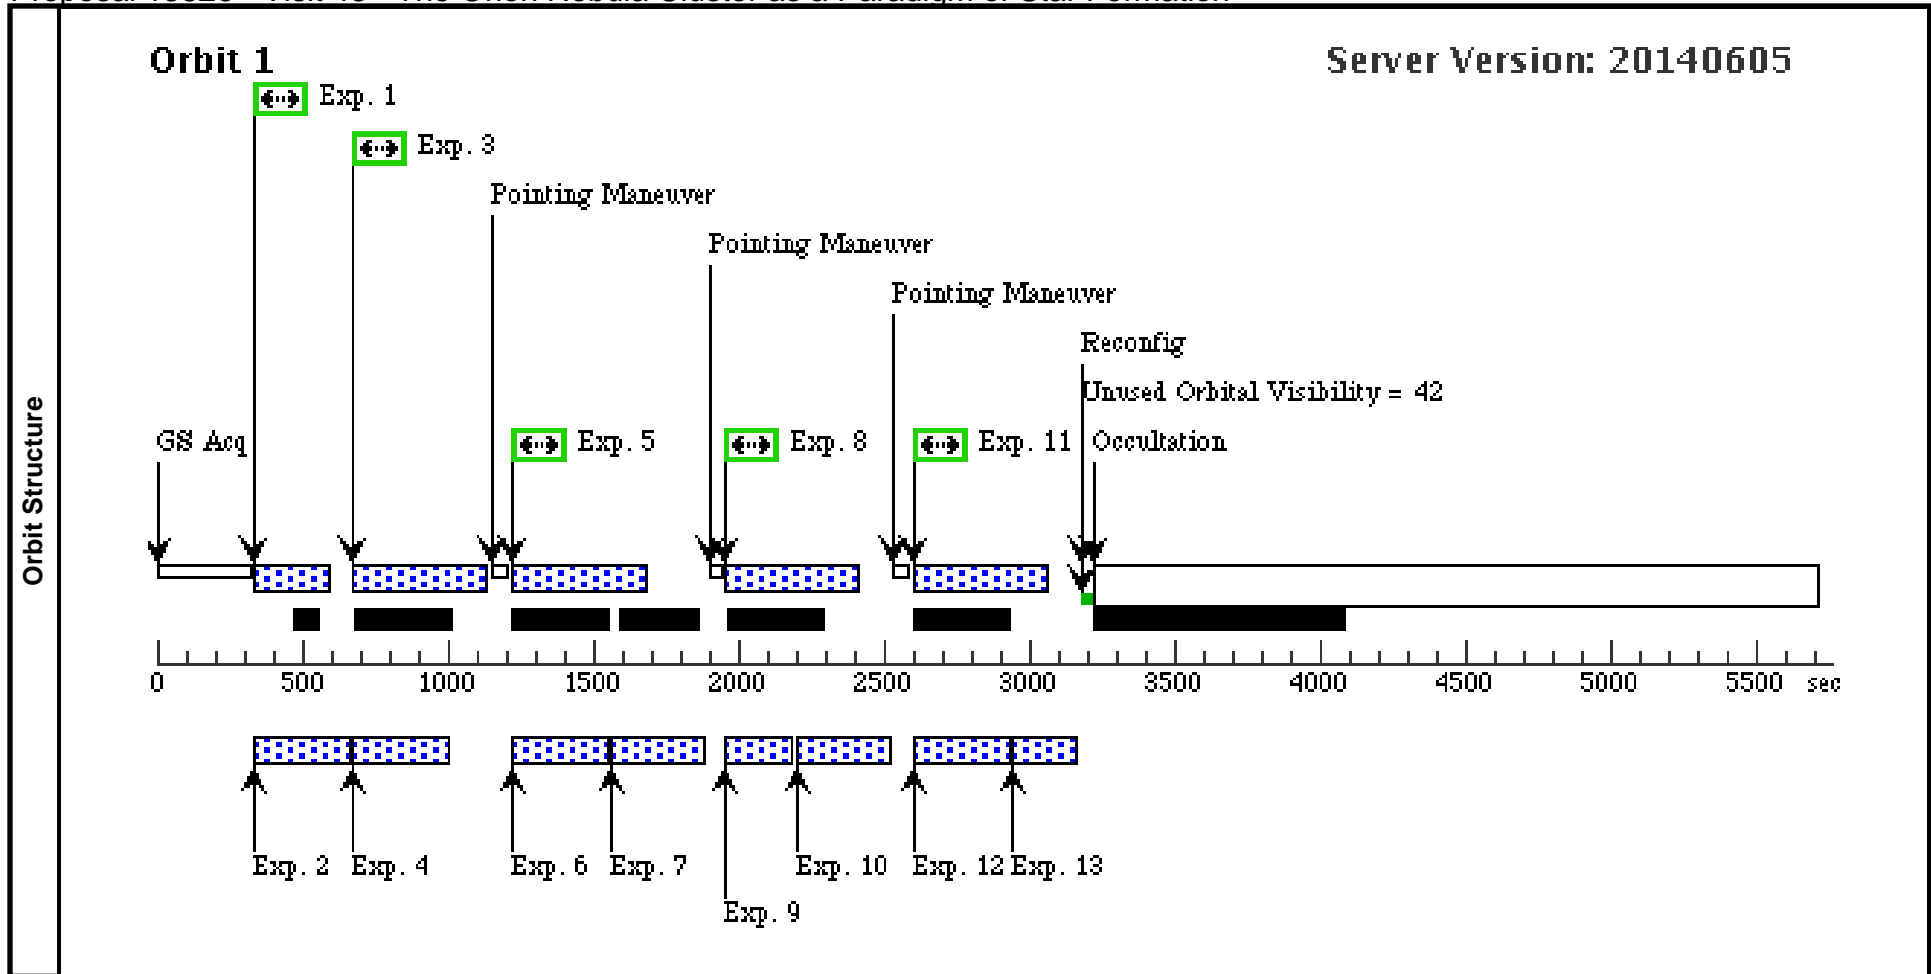 Orbit Structure
Orbit 1
Server Version: 20140605
Exp. 1
Exp. 3
Pointing Maneuver
Pointing Maneuver
Pointing Maneuver
Reconfig
Unused Orbital Visibility = 42
GS Acq
Exp. 5
Exp. 8
Exp. 11
Occultation
0 500 1000 1500 2000 2500 3000 3500 4000 4500 5000 5500 sec
Exp. 2
Exp. 4
Exp. 6
Exp. 7
Exp. 10
Exp. 12
Exp. 13
Exp. 9